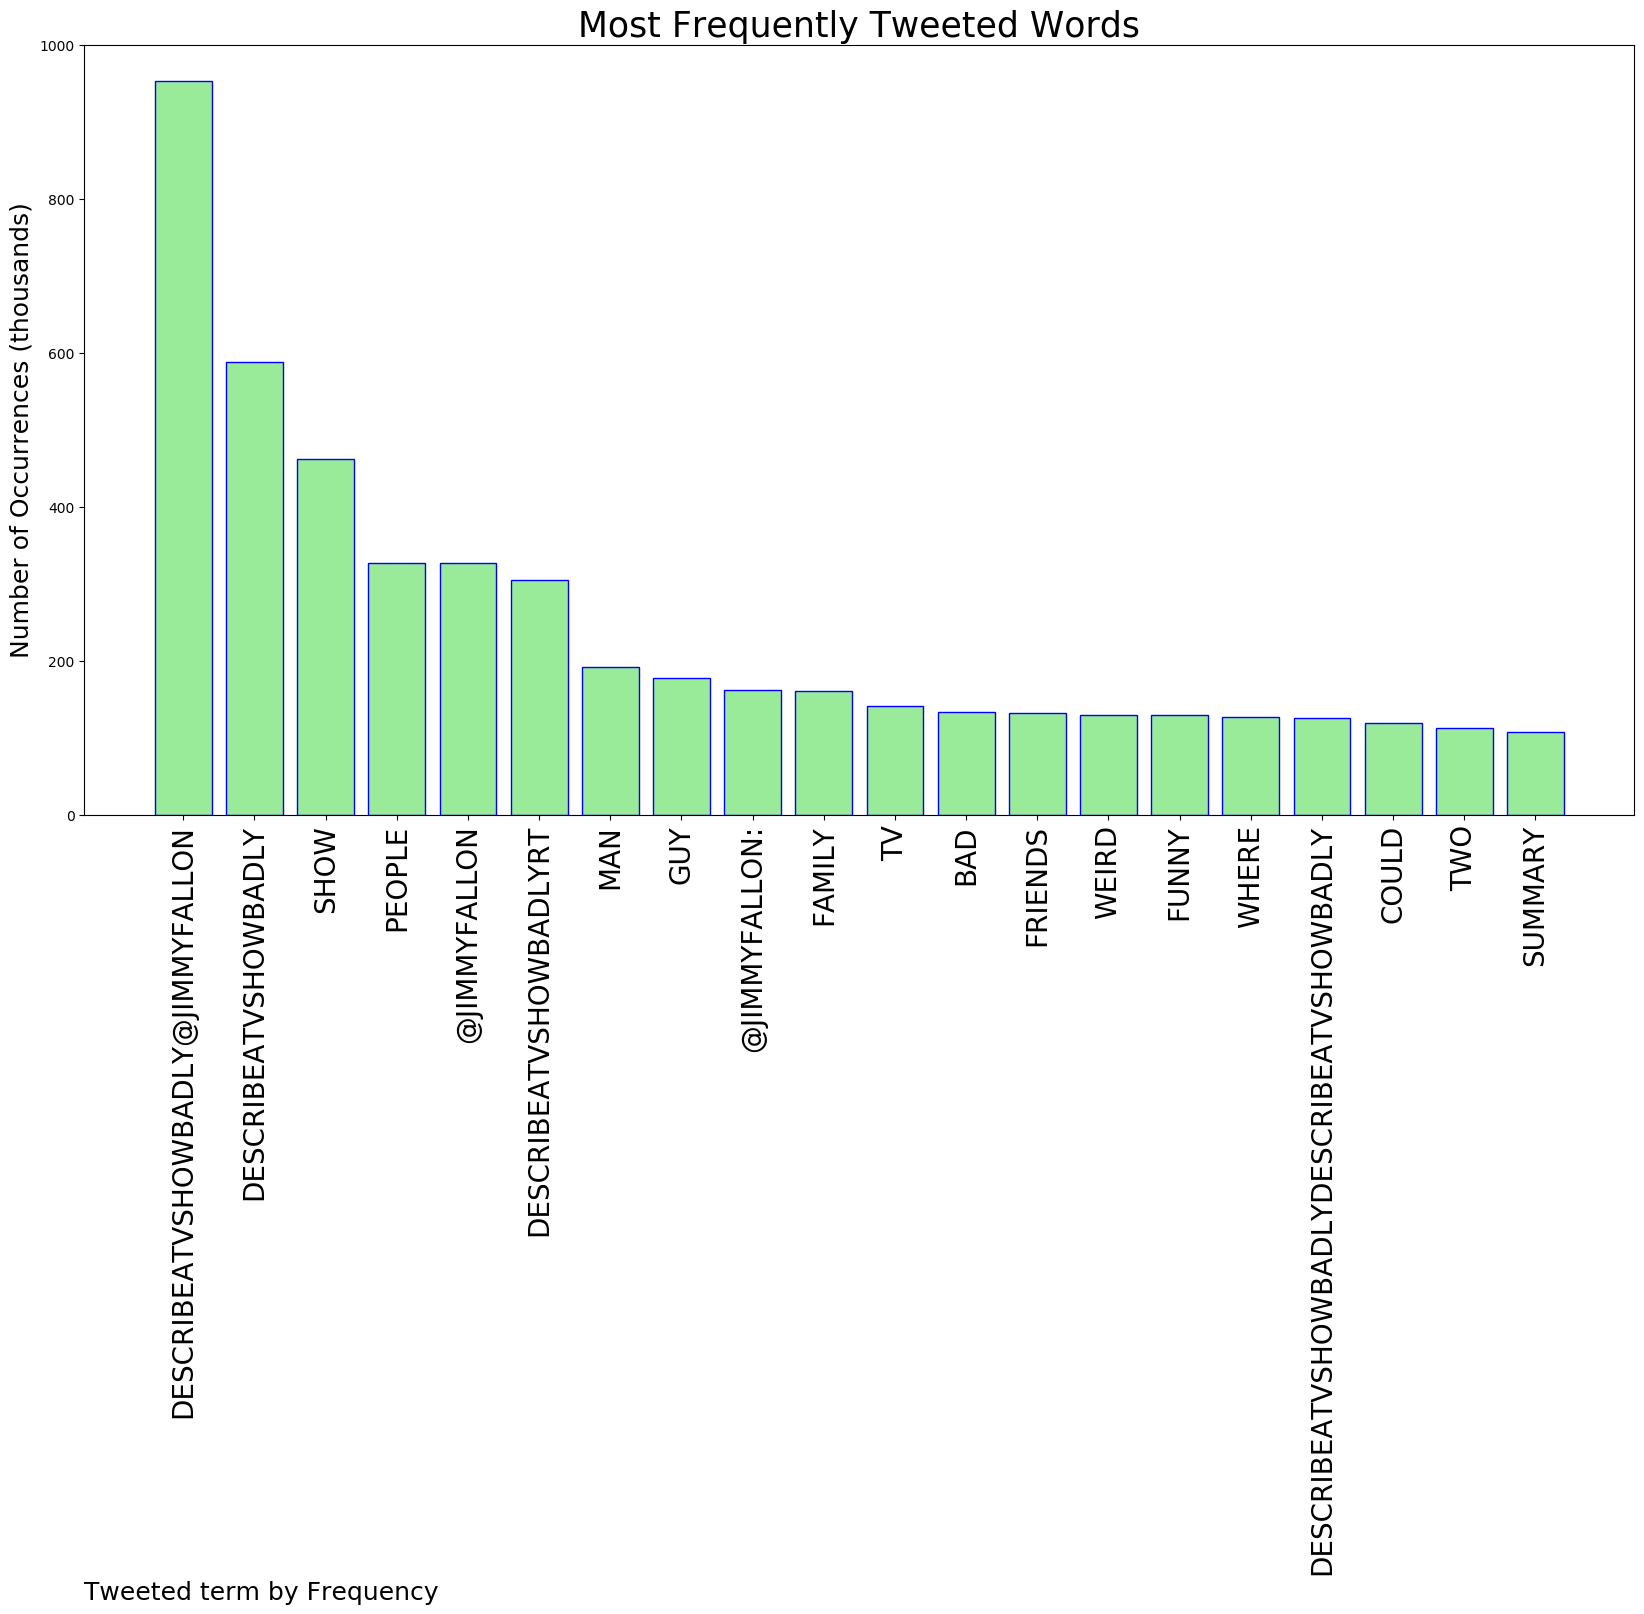 Most Frequently Tweeted Words
Number of Occurrences (thousands)
1000
800
600
400
200
0
DESCRIBEATVSHOWBADLY@JIMMYFALLON
DESCRIBEATVSHOWBADLY
SHOW
PEOPLE
@JIMMYFALLON
DESCRIBEATVSHOWBADLYRT
MAN
GUY
@JIMMYFALLON:
FAMILY
TV
BAD
FRIENDS
WEIRD
FUNNY
WHERE
DESCRIBEATVSHOWBADLYDESCRIBEATVSHOWBADLY
COULD
TWO
SUMMARY
Tweeted term by Frequency